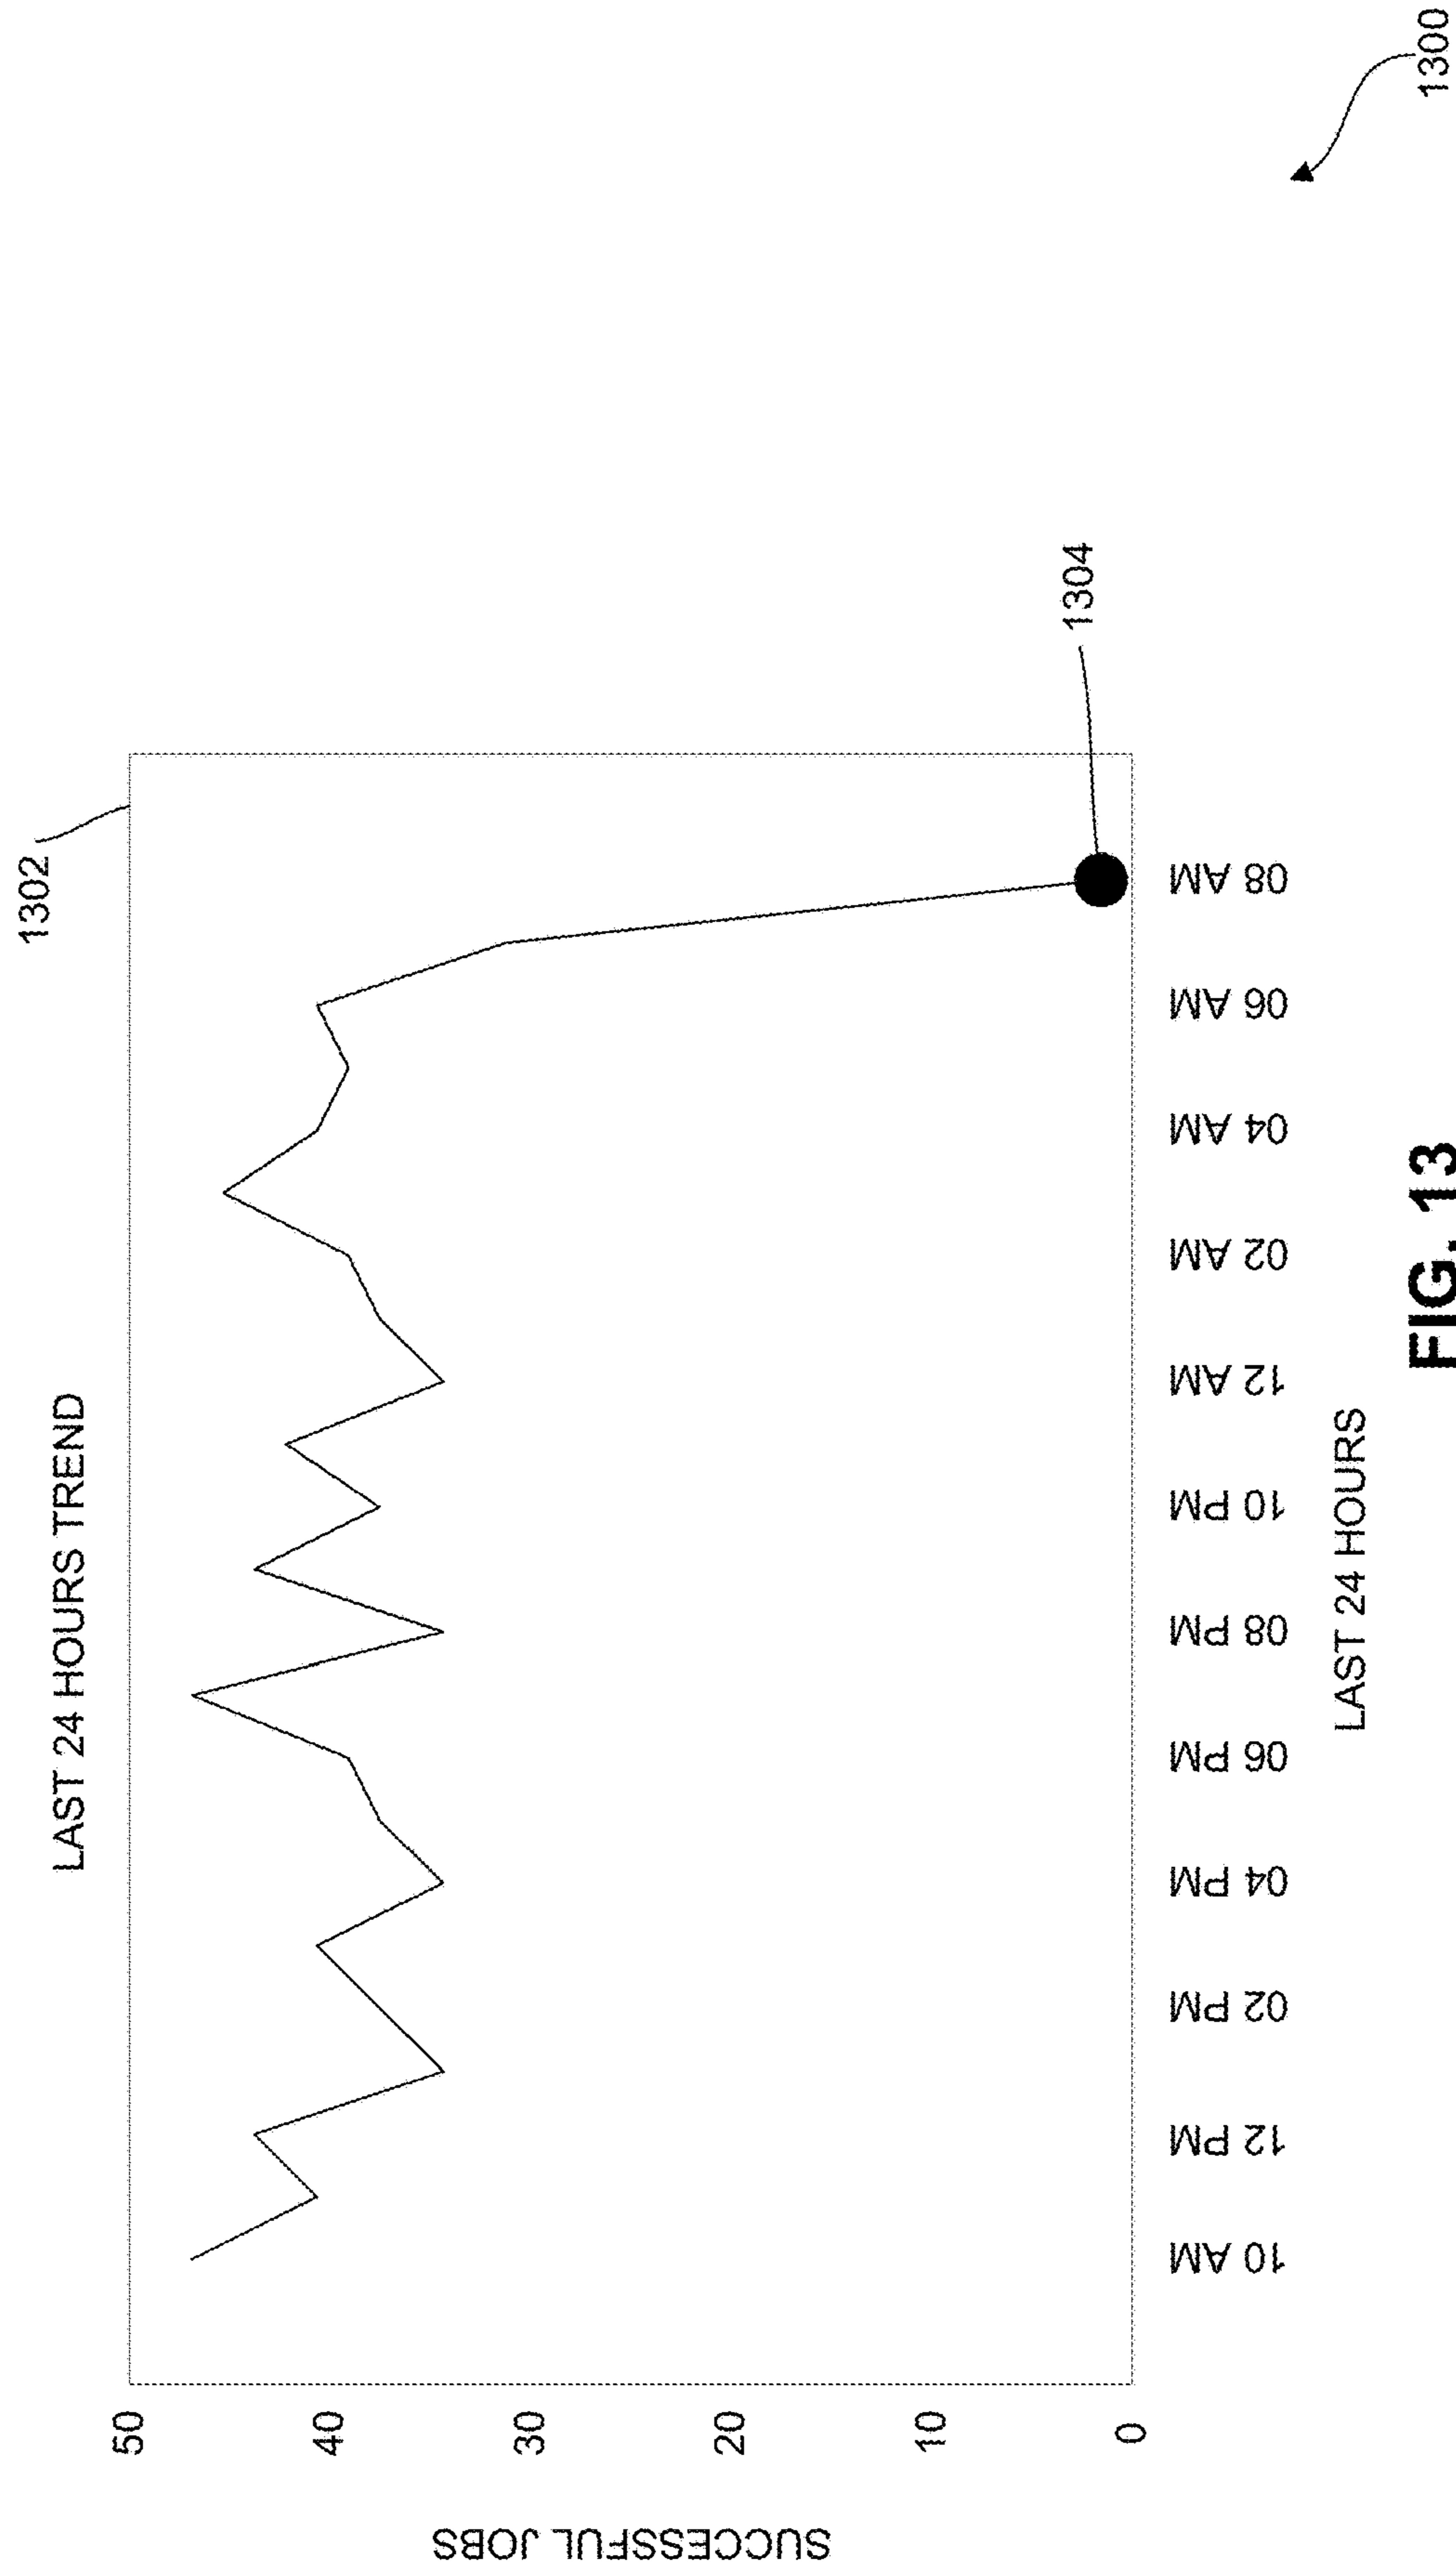 LAST 24 HOURS TREND
1302
SUCCESSFUL JOBS
50
40
30
20
10
0
1304
10 AM
12 PM
02 PM
04 PM
06 PM
08 PM
10 PM
12 AM
02 AM
04 AM
06 AM
08 AM
LAST 24 HOURS
1300
FIG. 13